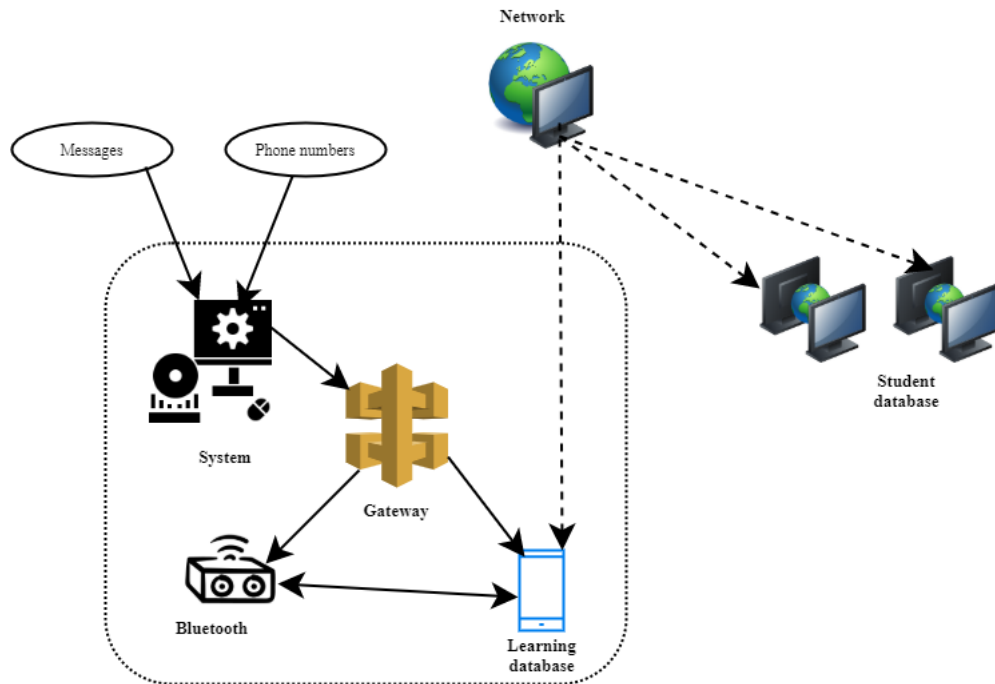 Network
Messages
Phone numbers
Student
database
System
Gateway
Bluetooth
Learning
database